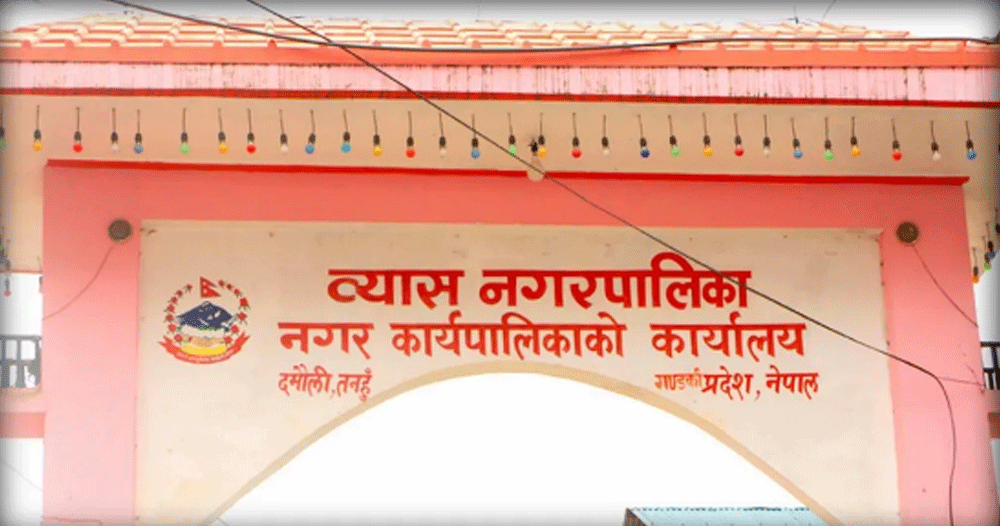 व्यास नगरपालिका
नगर कार्यपालिकाको कार्यालय
दमौली, तनहुँ गण्डकी प्रदेश, नेपाल